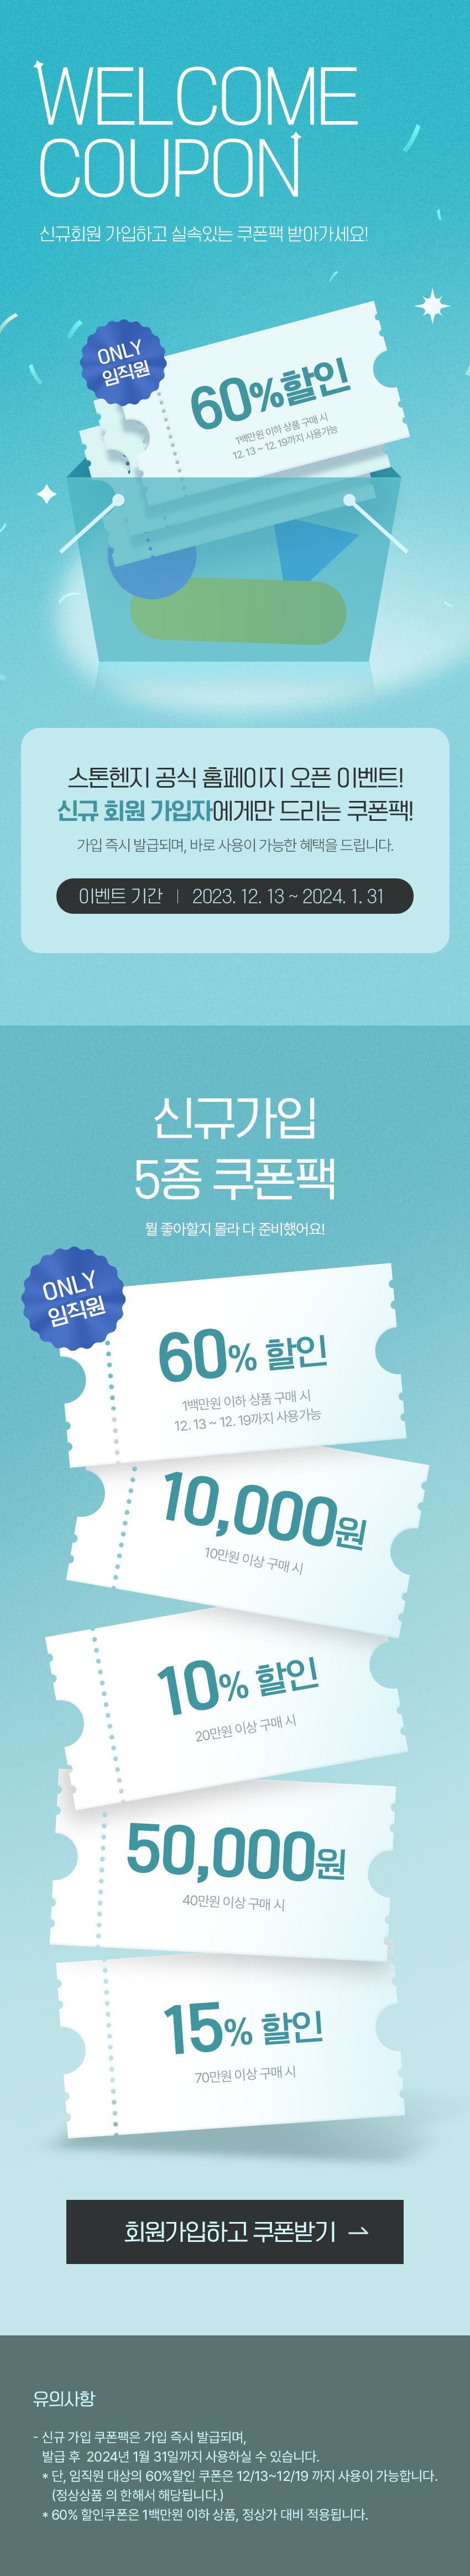 WELCOME
COUPON
신규회원 가입하고 실속있는 쿠폰팩 받아가세요!
ONLY
임직원
60%할인
1백만원 이하 상품 구매 시
12. 13 ~ 12. 19까지 사용가능
스톤헨지 공식 홈페이지 오픈 이벤트!
신규 회원 가입자에게만 드리는 쿠폰팩!
가입 즉시 발급되며, 바로 사용이 가능한 혜택을 드립니다.
이벤트 기간 | 2023. 12. 13 ~ 2024. 1. 31
신규가입
5종 쿠폰팩
뭘 좋아할지 몰라 다 준비했어요!
ONLY
임직원
60% 할인
1백만원 이하 상품 구매 시
12. 13 ~ 12. 19까지 사용가능
10,000원
10만원 이상 구매 시
10% 할인
20만원 이상 구매 시
50,000원
40만원 이상 구매 시
15% 할인
70만원 이상 구매 시
회원가입하고 쿠폰받기 →
유의사항
- 신규 가입 쿠폰팩은 가입 즉시 발급되며,
발급 후 2024년 1월 31일까지 사용하실 수 있습니다.
* 단, 임직원 대상의 60%할인 쿠폰은 12/13~12/19 까지 사용이 가능합니다.
(정상상품 의 한해서 해당됩니다.)
* 60% 할인쿠폰은 1백만원 이하 상품, 정상가 대비 적용됩니다.